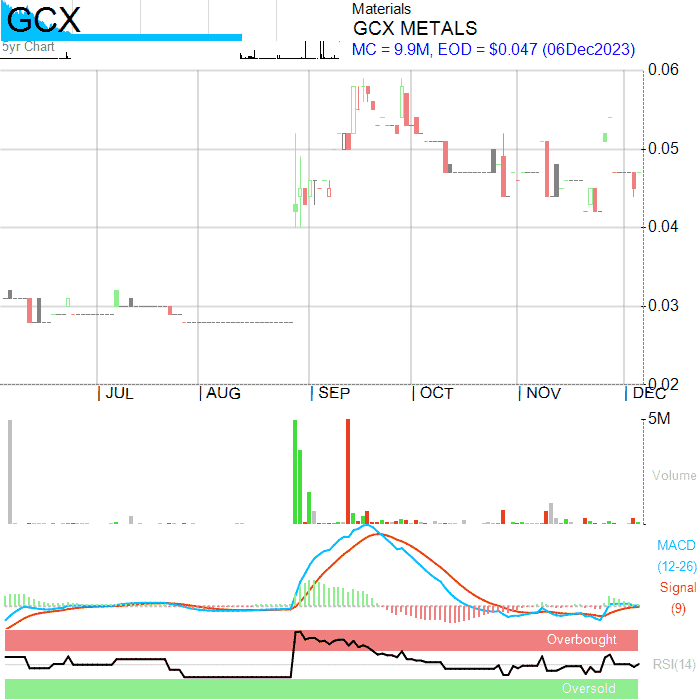 GCX
5yr Chart
Materials
GCX METALS
MC = 9.9M, EOD = $0.047 (06Dec2023)
0.06
0.05
0.04
0.03
0.02
JUL AUG SEP OCT NOV DEC
5M
Volume
MACD
(12-26)
Signal
(9)
Overbought
RSI(14)
Oversold